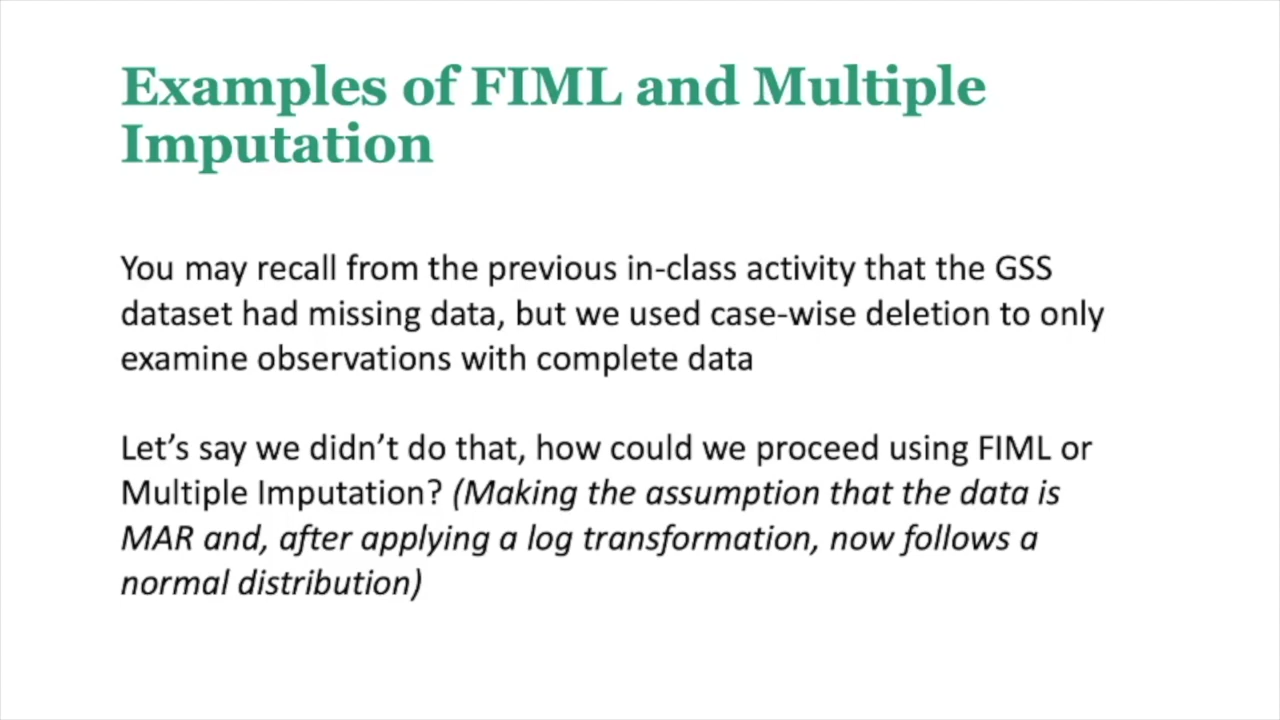 Examples of FIML and Multiple
Imputation
You may recall from the previous in-class activity that the GSS
dataset had missing data, but we used case-wise deletion to only
examine observations with complete data
Let’s say we didn’t do that, how could we proceed using FIML or
Multiple Imputation? (Making the assumption that the data is
MAR and, after applying a log transformation, now follows a
normal distribution)